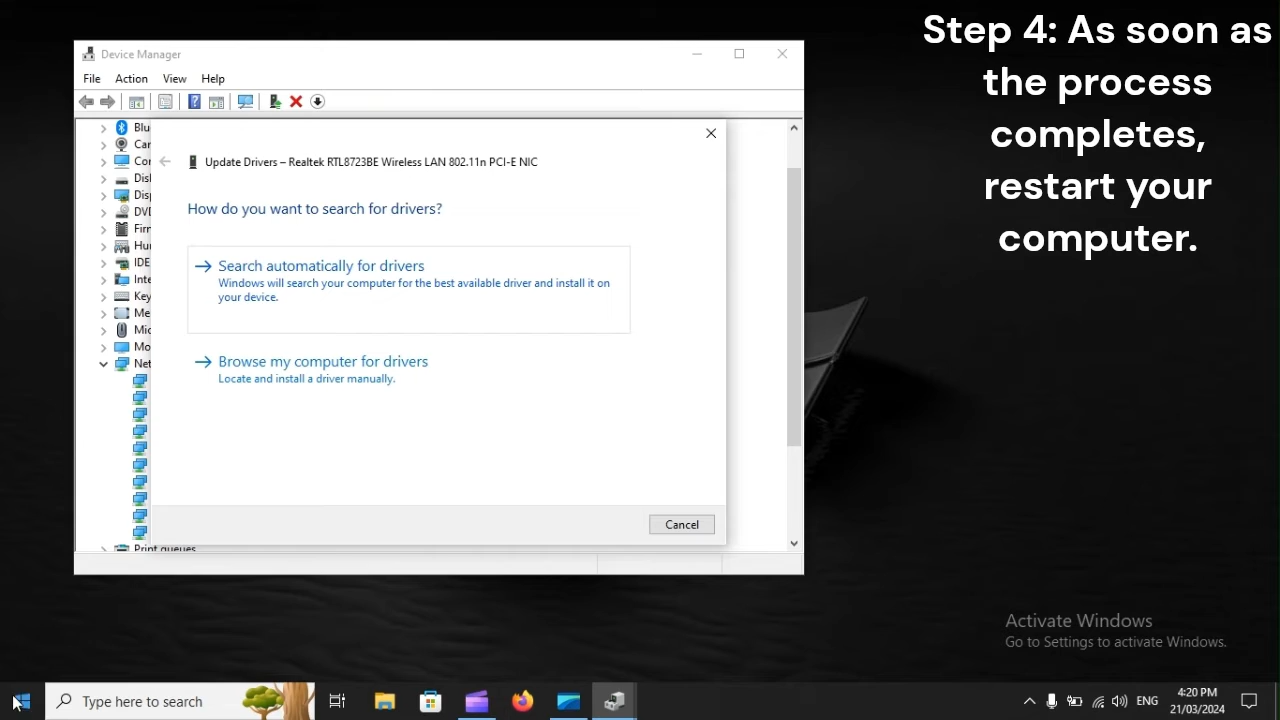 Step 4: As soon as
the process
completes,
restart your
computer.
Device Manager
File Action View Help
Blu
Car
Cor
Disl
Disp
DVD
Firn
Hur
IDE
Inte
Key
Me
Mic
Mo
Net
Print queues
Update Drivers – Realtek RTL8723BE Wireless LAN 802.11n PCI-E NIC
How do you want to search for drivers?
Search automatically for drivers
Windows will search your computer for the best available driver and install it on
your device.
Browse my computer for drivers
Locate and install a driver manually.
Cancel
Activate Windows
Go to Settings to activate Windows.
Type here to search
ENG
4:20 PM
21/03/2024